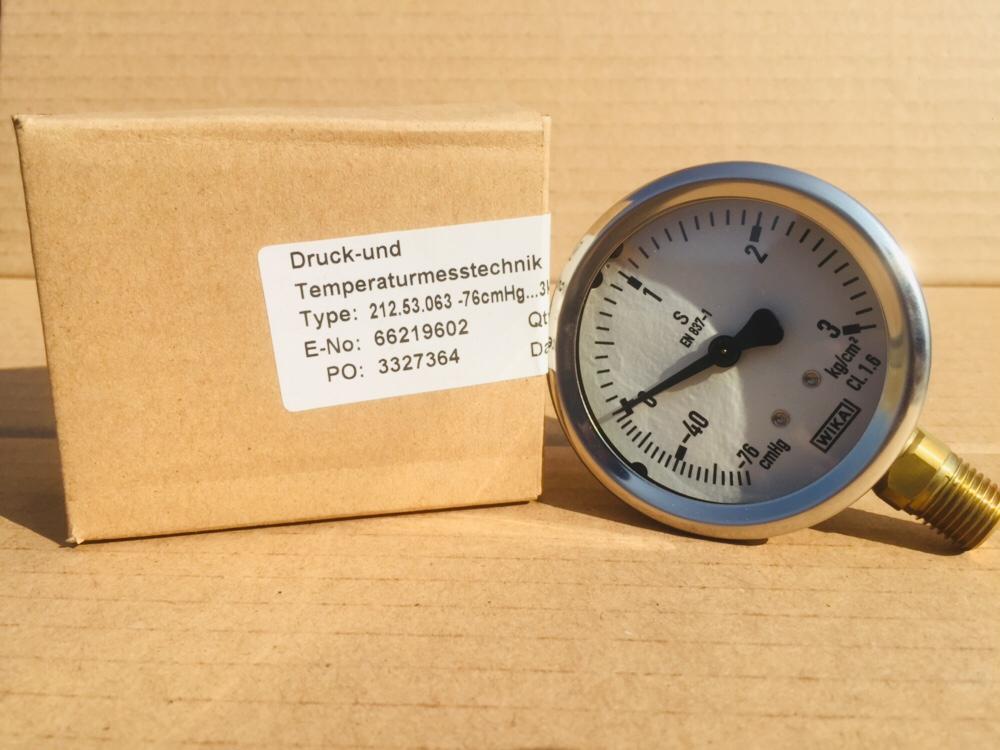 Druck-und
Temperaturmesstechnik
Type: 212.53.063 -76cmHg...3
E-No: 66219602
PO: 3327364
1
2
3
S
EN 837-1
kg/cm²
Cl. 1.6
WIKA
0
-40
-76
cmHg